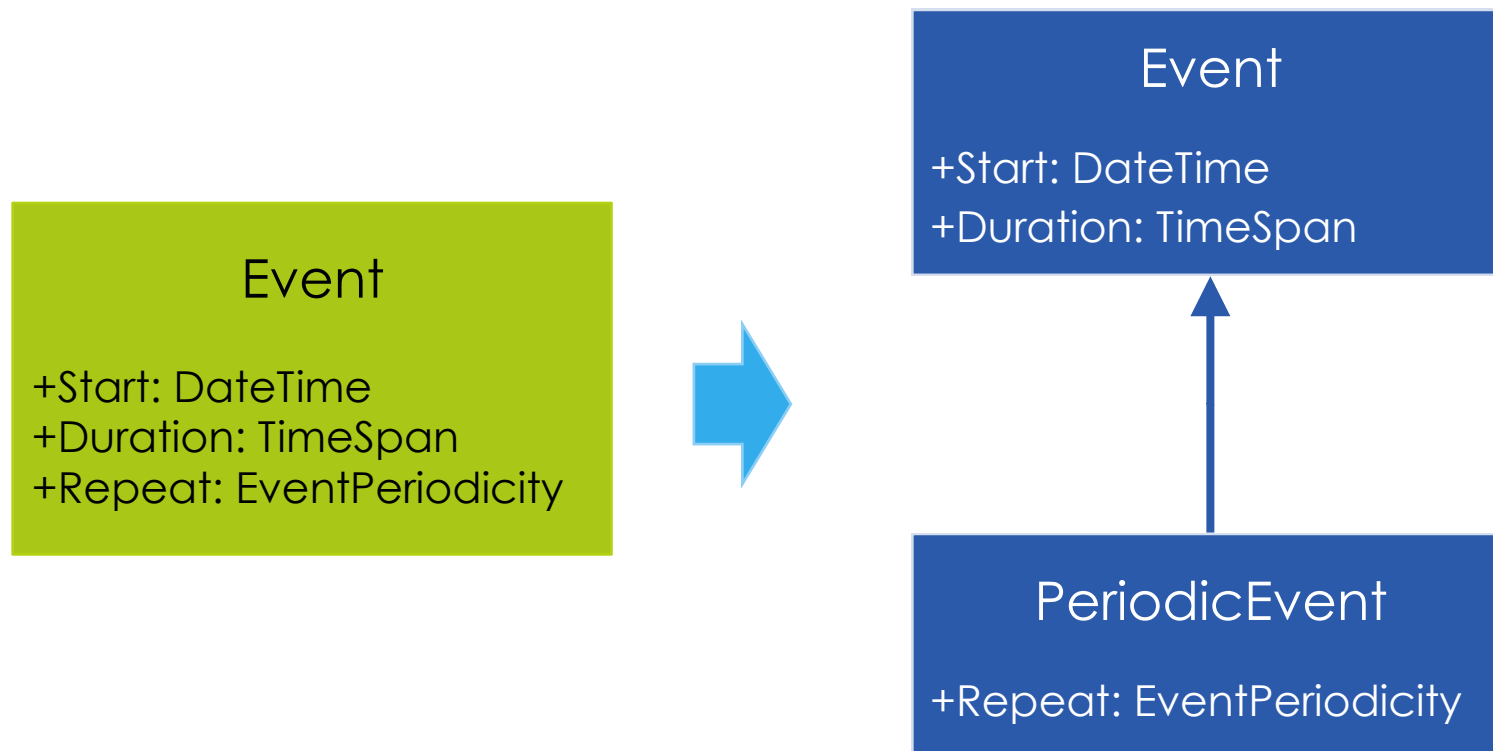 Event
+Start: DateTime
+Duration: TimeSpan
+Repeat: EventPeriodicity
Event
+Start: DateTime
+Duration: TimeSpan
PeriodicEvent
+Repeat: EventPeriodicity